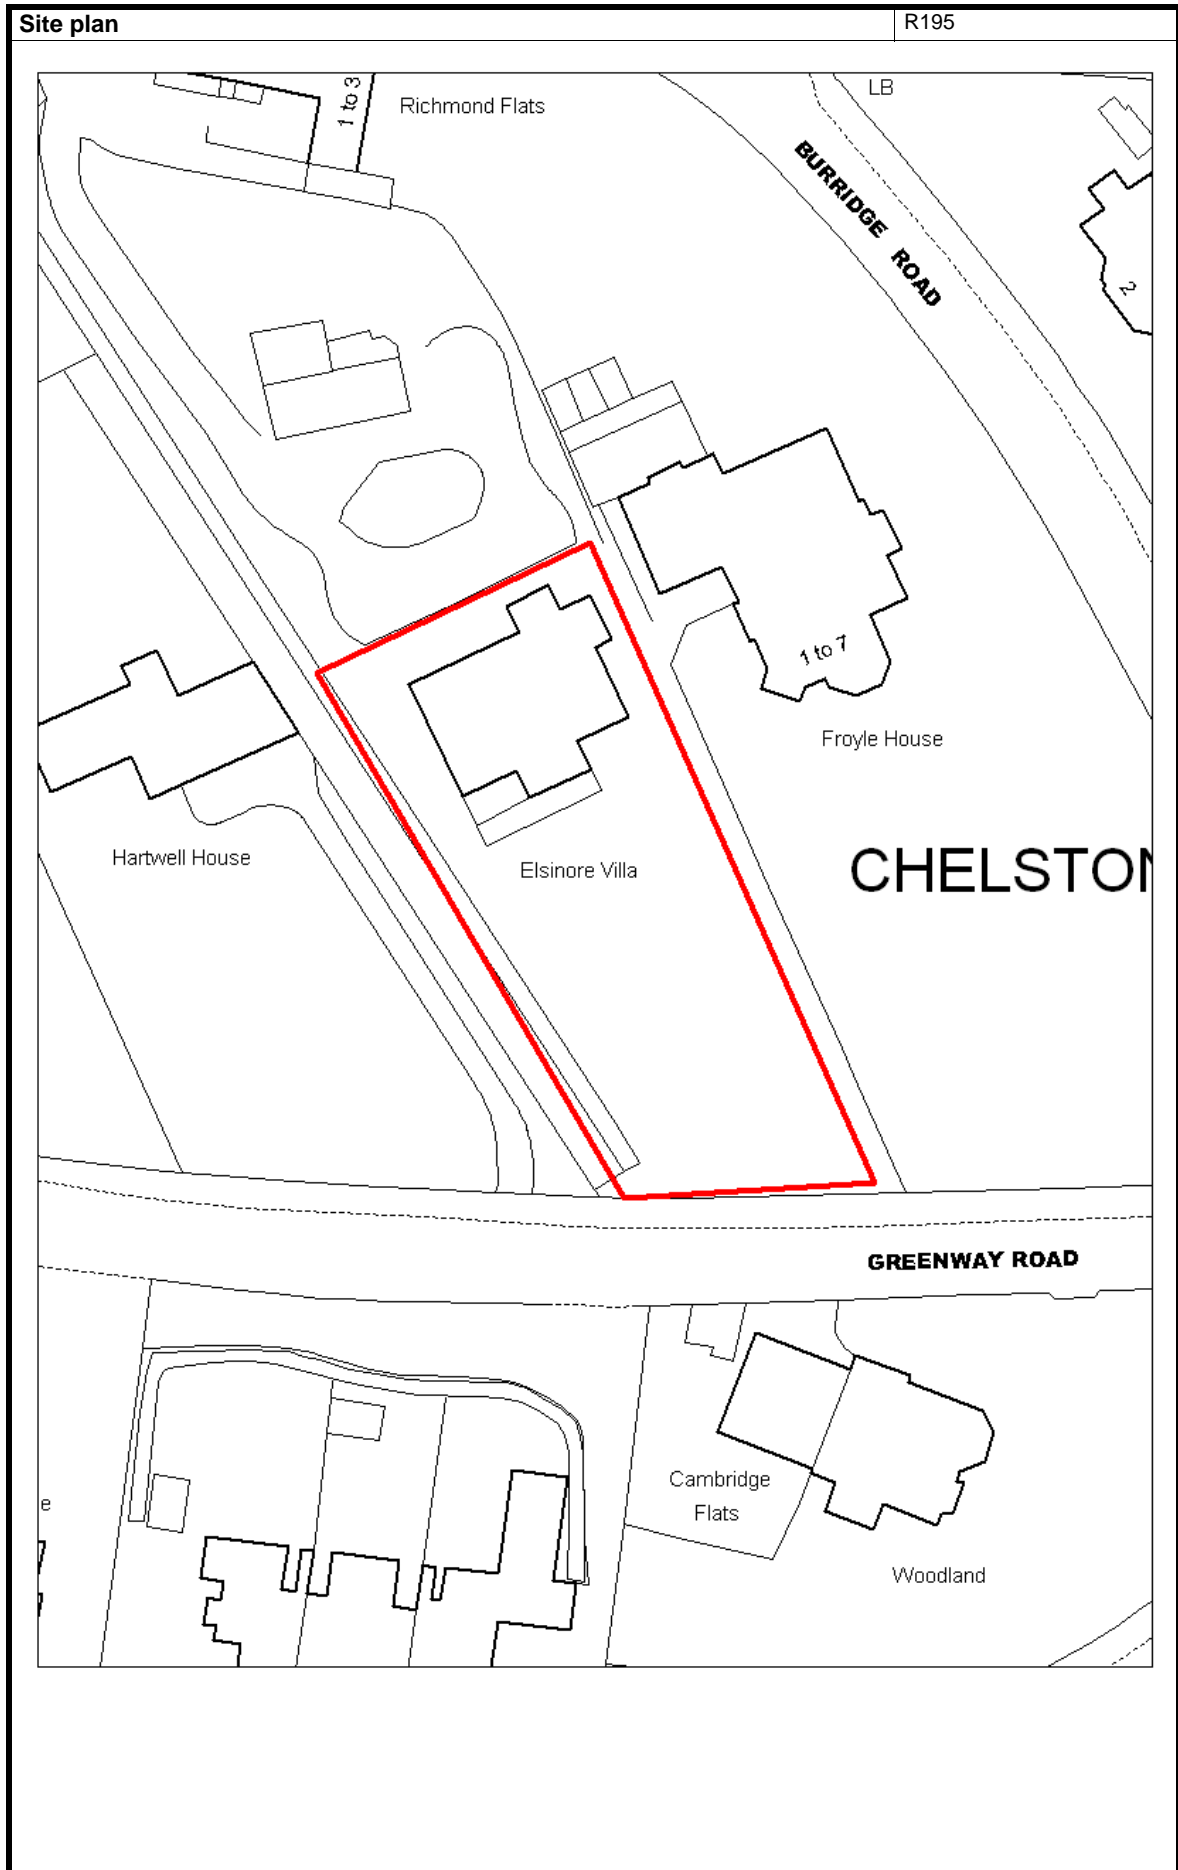 Site plan
R195
1 to 3
Richmond Flats
LB
BURRIDGE ROAD
2
1 to 7
Froyle House
Hartwell House
Elsinore Villa
CHELSTON
GREENWAY ROAD
Cambridge
Flats
e
Woodland